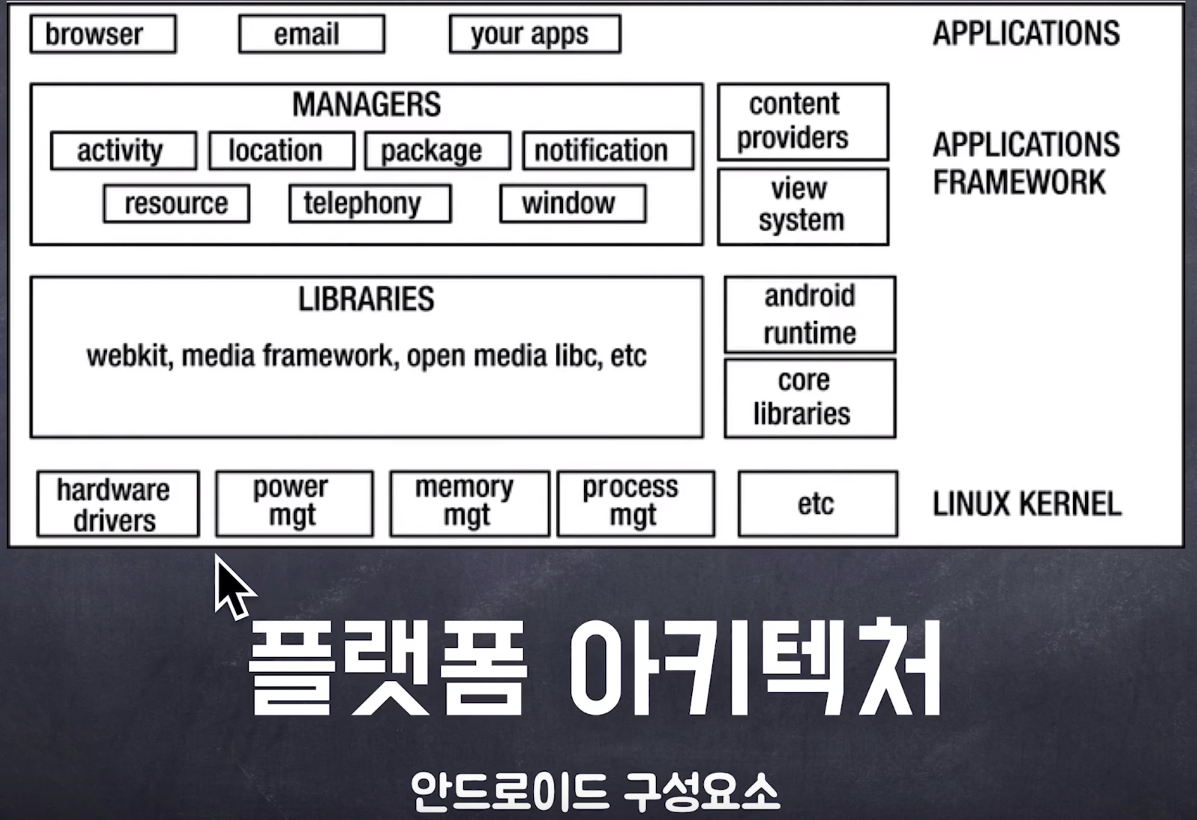 browser email your apps APPLICATIONS
MANAGERS
activity location package notification
resource telephony window
content
providers
view
system
APPLICATIONS
FRAMEWORK
LIBRARIES
webkit, media framework, open media libc, etc
android
runtime
core
libraries
hardware
drivers
power
mgt
memory
mgt
process
mgt
etc
LINUX KERNEL
플랫폼 아키텍처
안드로이드 구성요소